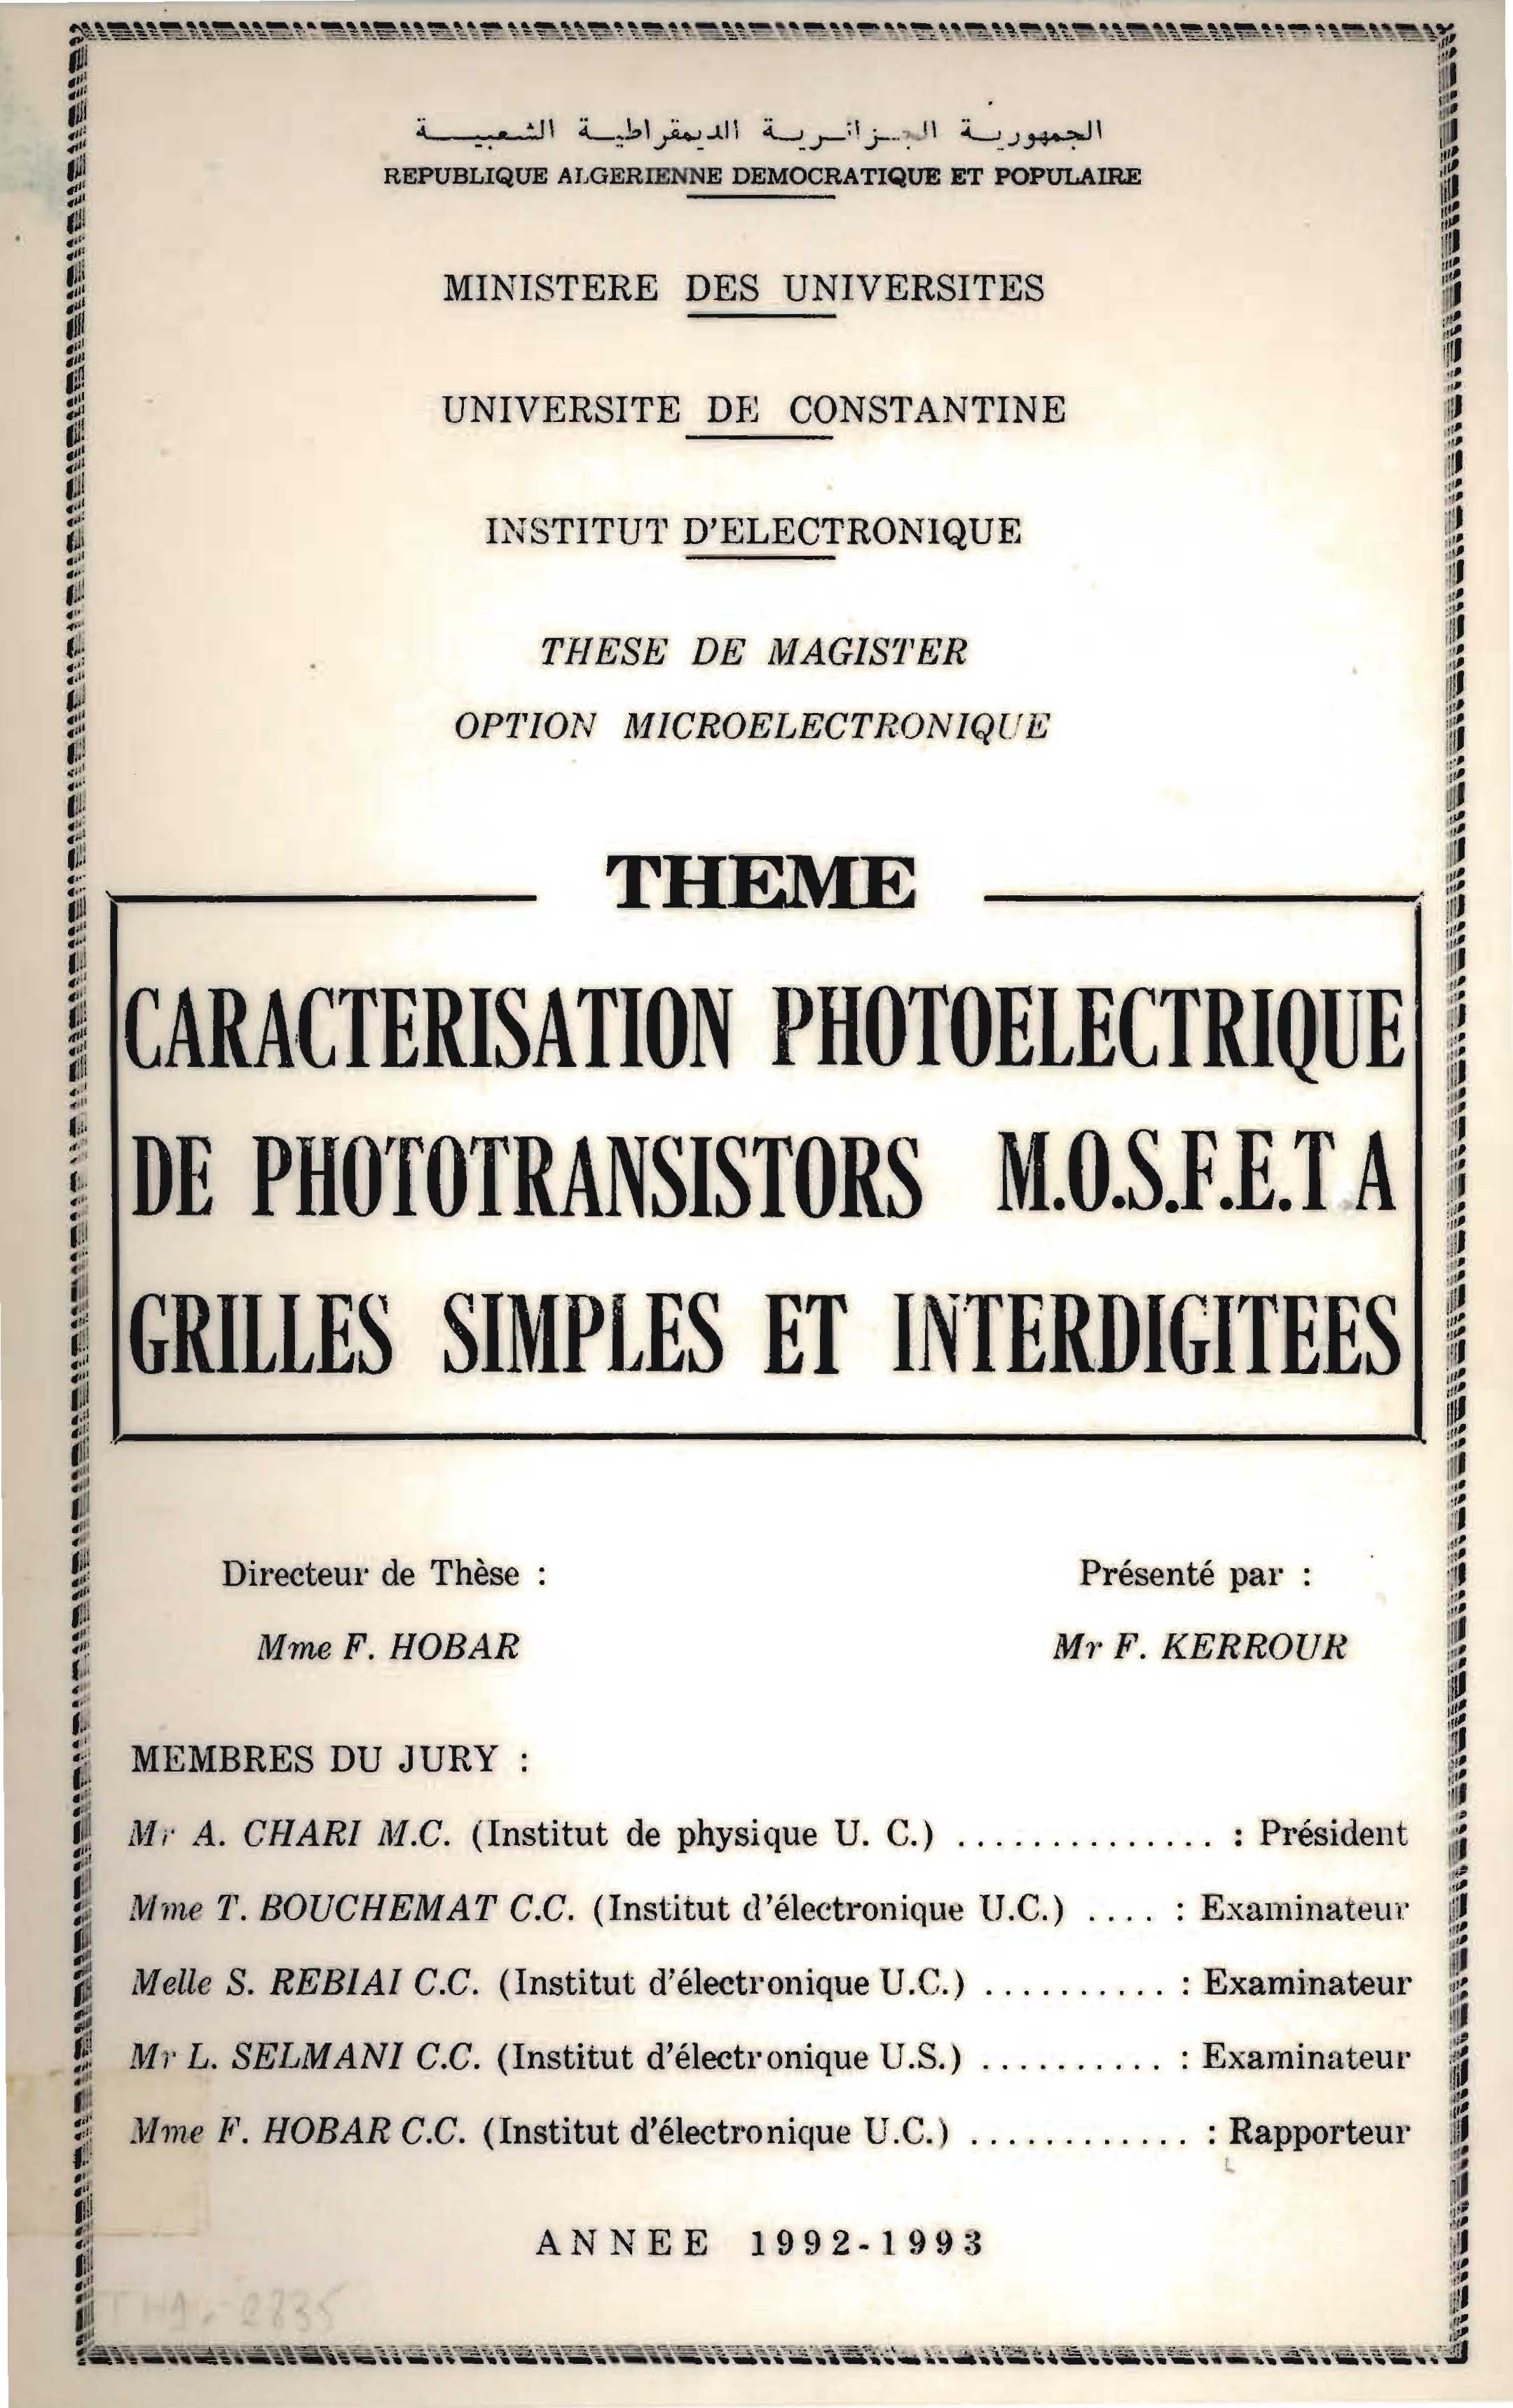 الجمهورية الجزائرية الديمقراطية الشعبية
REPUBLIQUE ALGERIENNE DEMOCRATIQUE ET POPULAIRE
MINISTERE DES UNIVERSITES
UNIVERSITE DE CONSTANTINE
INSTITUT D'ELECTRONIQUE
THESE DE MAGISTER
OPTION MICROELECTRONIQUE
THEME
CARACTERISATION PHOTOELECTRIQUE
DE PHOTOTRANSISTORS M.O.S.F.E.T A
GRILLES SIMPLES ET INTERDIGITEES
Directeur de Thèse : Présenté par :
Mme F. HOBAR Mr F. KERROUR
MEMBRES DU JURY :
Mr A. CHARI M.C. (Institut de physique U. C.) .............. : Président
Mme T. BOUCHEMAT C.C. (Institut d'électronique U.C.) .... : Examinateur
Melle S. REBIAI C.C. (Institut d'électronique U.C.) .......... : Examinateur
Mr L. SELMANI C.C. (Institut d'électronique U.S.) .......... : Examinateur
Mme F. HOBAR C.C. (Institut d'électronique U.C.) ............ : Rapporteur
ANNEE 1992-1993
TH1.2835